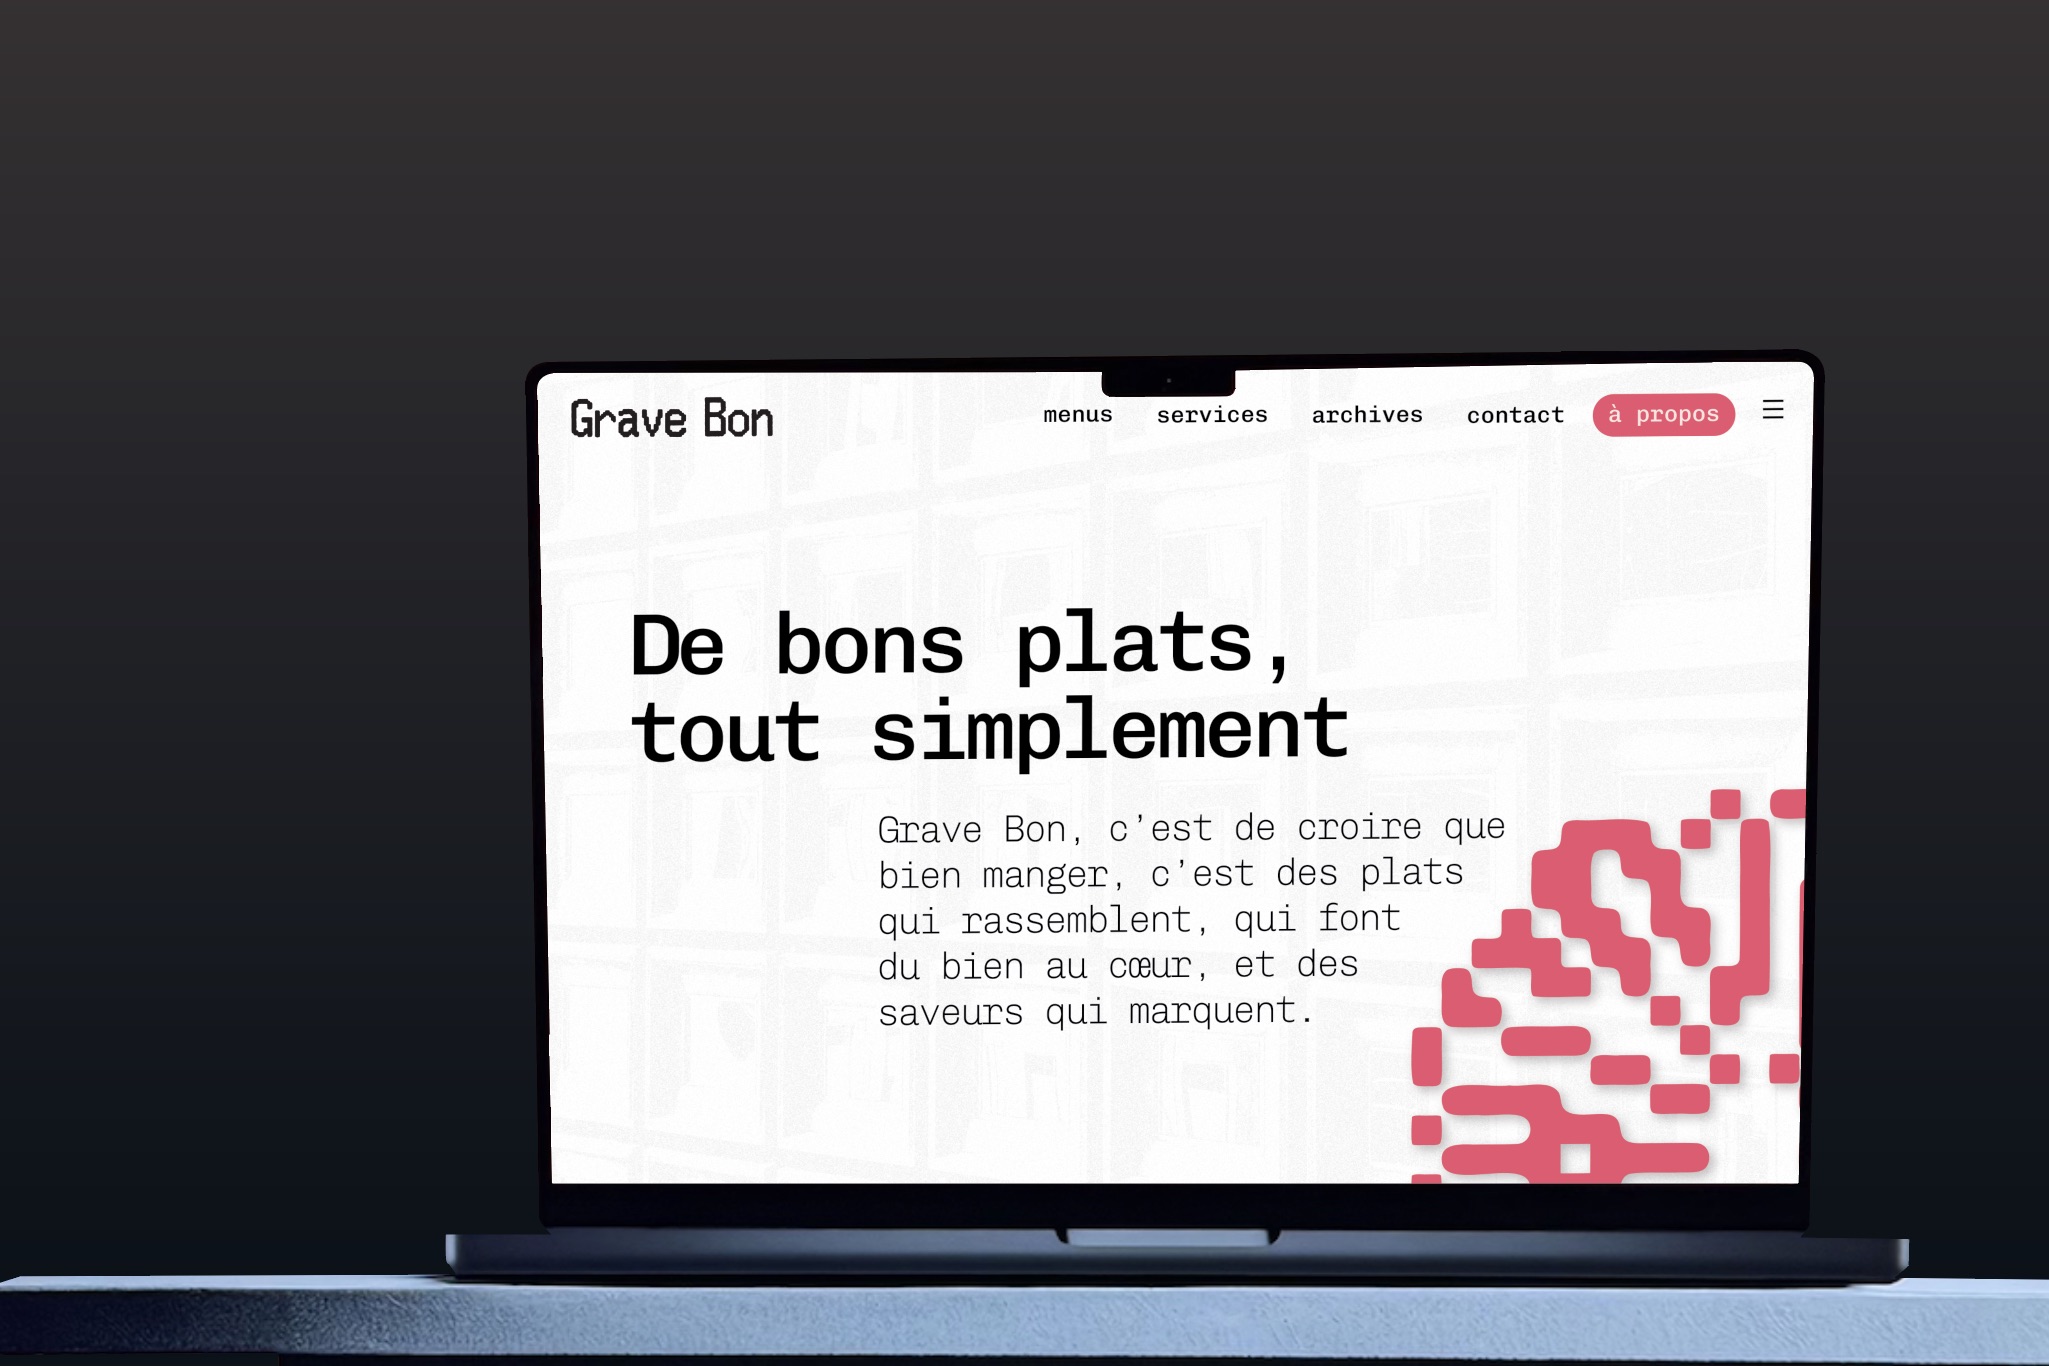 Grave Bon
menus services archives contact à propos
De bons plats,
tout simplement
Grave Bon, c’est de croire que
bien manger, c’est des plats
qui rassemblent, qui font
du bien au cœur, et des
saveurs qui marquent.